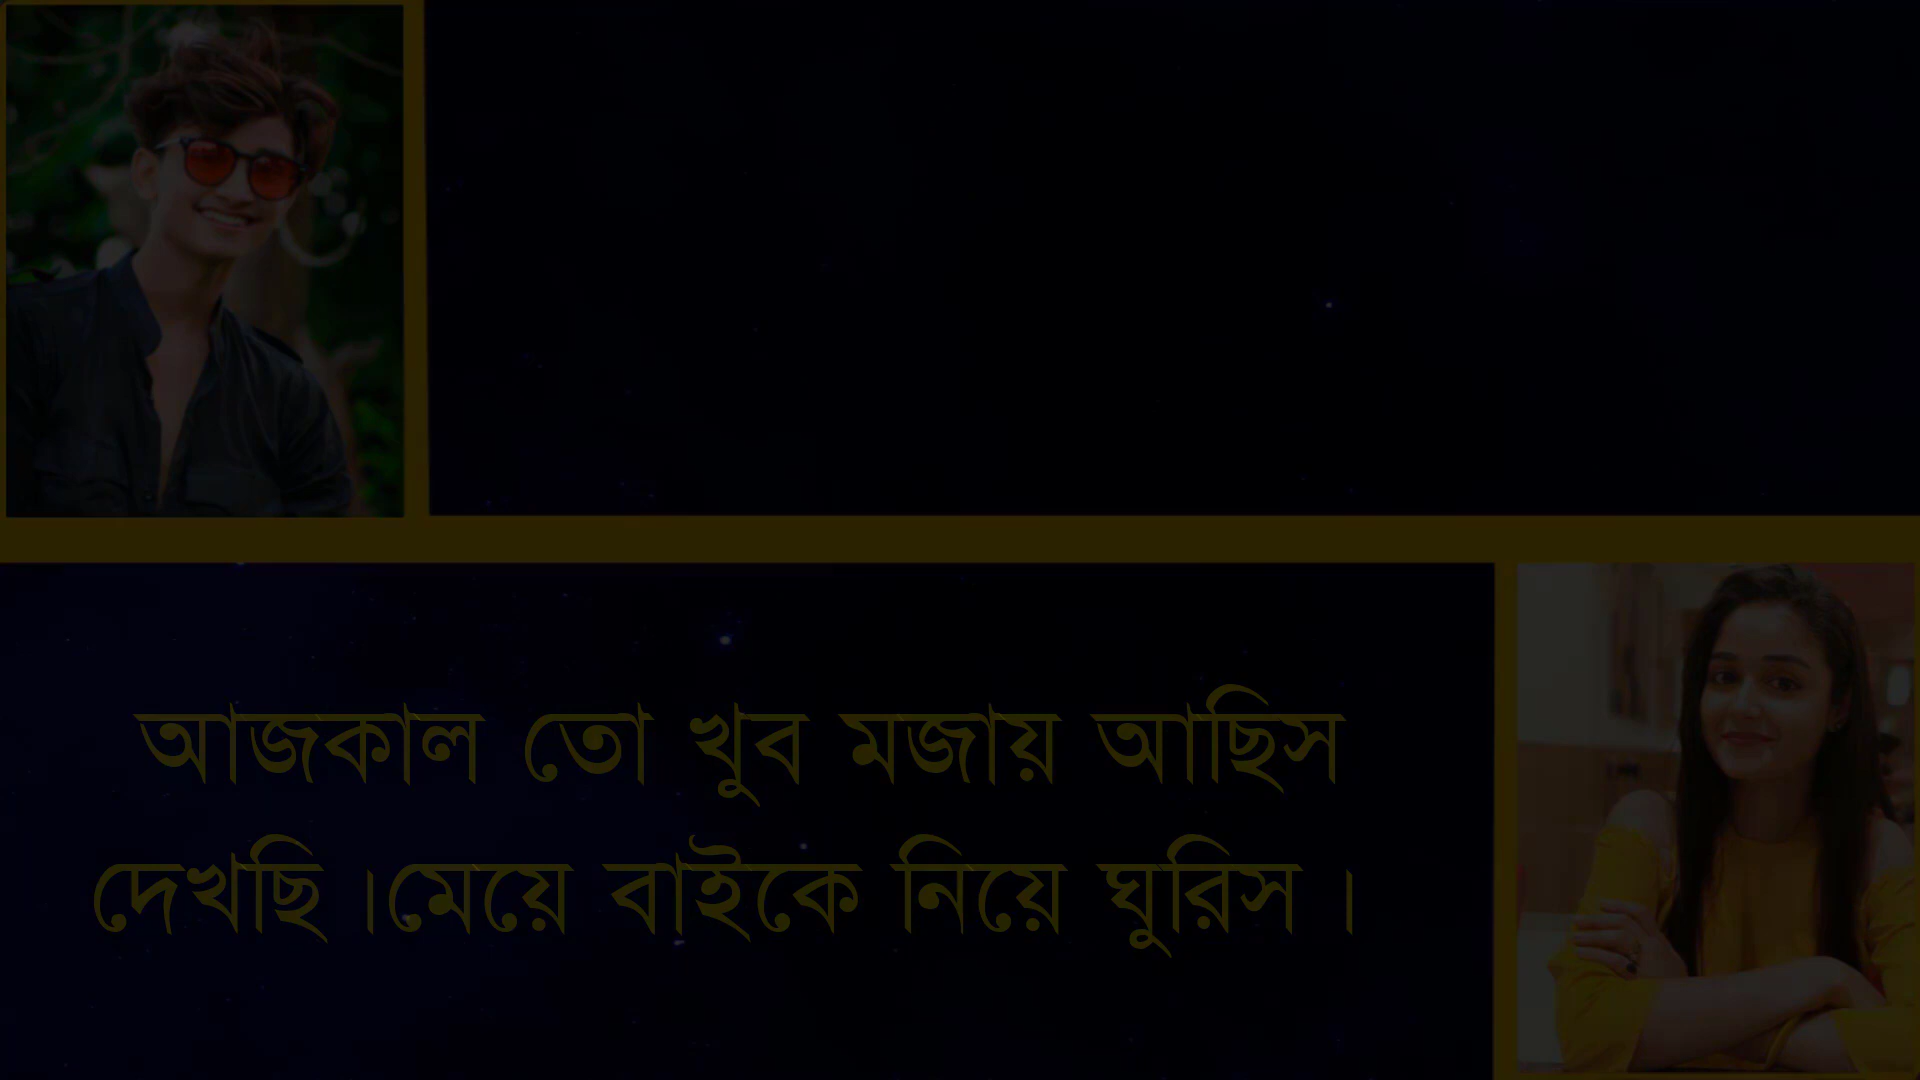 আজকাল তো খুব মজায় আছিস
দেখছি ।মেয়ে বাইকে নিয়ে ঘুরিস ।